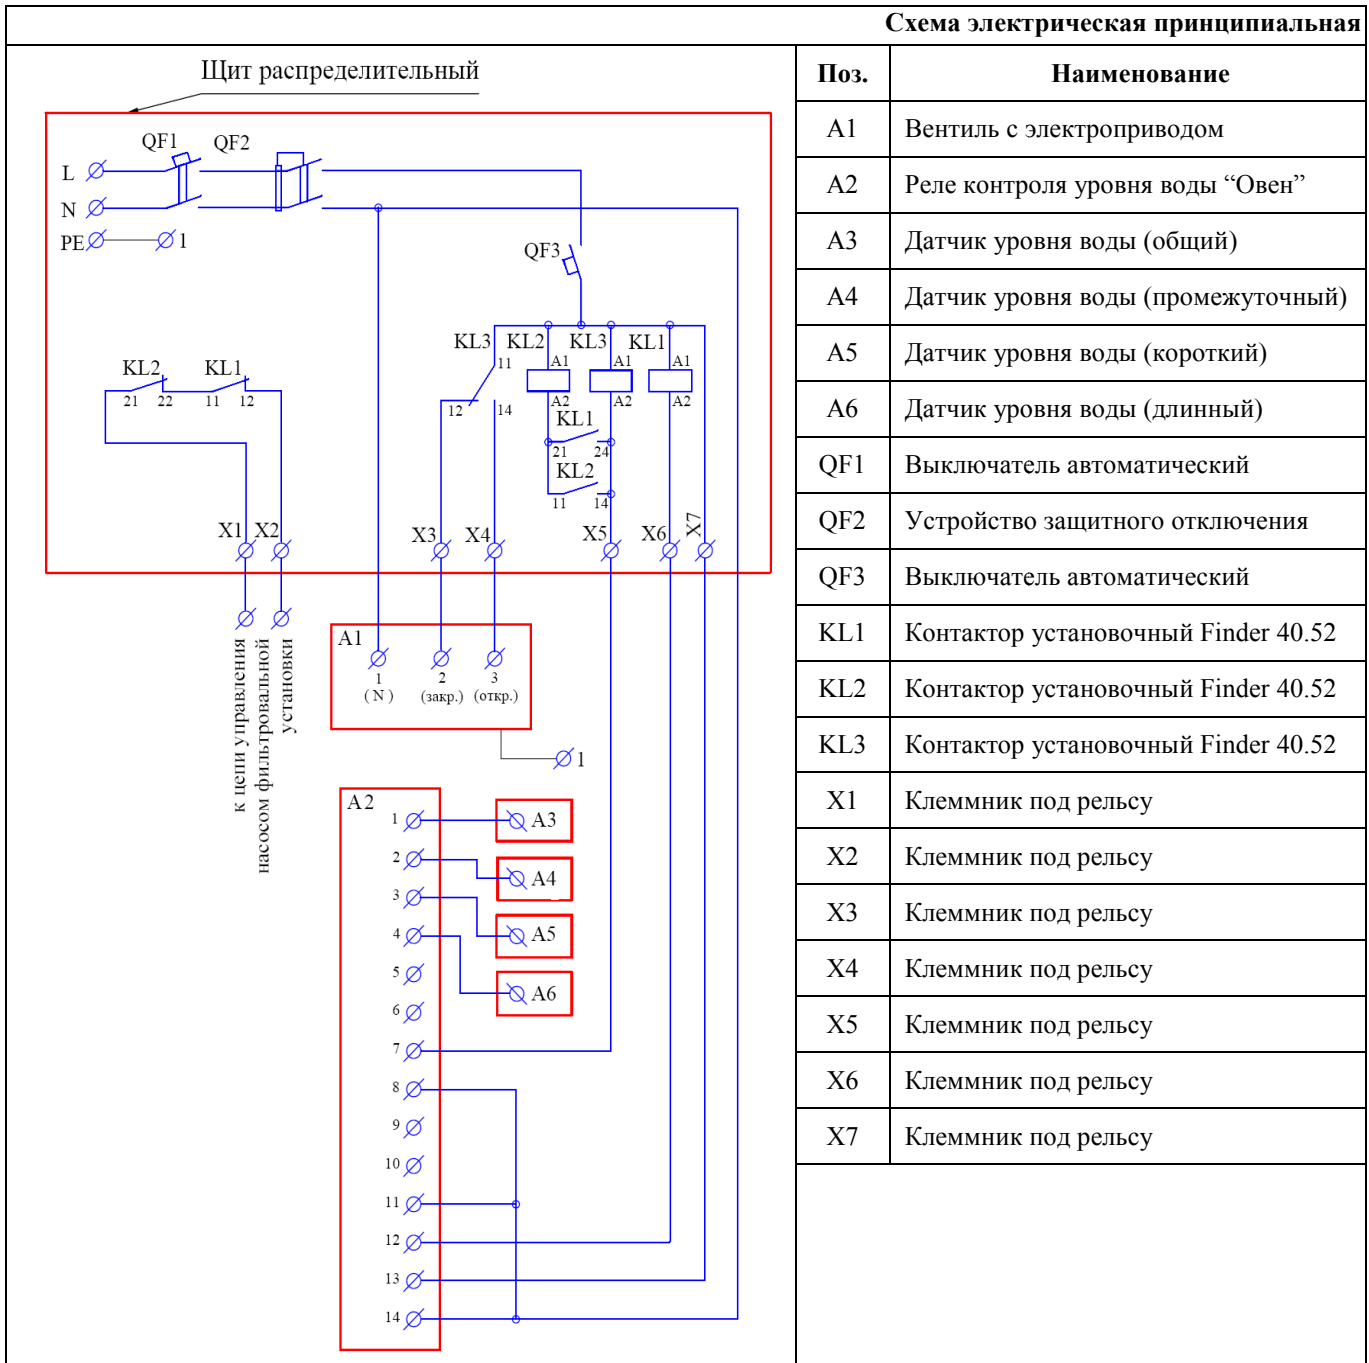 Схема электрическая принципиальная
Щит распределительный
QF1 QF2
L
N
PE 1
QF3
KL3 KL2 KL3 KL1
11 A1 A1 A1
KL2 KL1
21 22 11 12
12 14 A2 A2 A2
KL1
21 24
KL2
11 14
X1 X2 X3 X4 X5 X6 X7
к цепи управления
насосом фильтровальной
установки
A1
1 2 3
( N ) (закр.) (откр.)
1
A2
1 A3
2 A4
3 A5
4 A6
5
6
7
8
9
10
11
12
13
14
Поз. Наименование
A1 Вентиль с электроприводом
A2 Реле контроля уровня воды “Овен”
A3 Датчик уровня воды (общий)
A4 Датчик уровня воды (промежуточный)
A5 Датчик уровня воды (короткий)
A6 Датчик уровня воды (длинный)
QF1 Выключатель автоматический
QF2 Устройство защитного отключения
QF3 Выключатель автоматический
KL1 Контактор установочный Finder 40.52
KL2 Контактор установочный Finder 40.52
KL3 Контактор установочный Finder 40.52
X1 Клеммник под рельсу
X2 Клеммник под рельсу
X3 Клеммник под рельсу
X4 Клеммник под рельсу
X5 Клеммник под рельсу
X6 Клеммник под рельсу
X7 Клеммник под рельсу